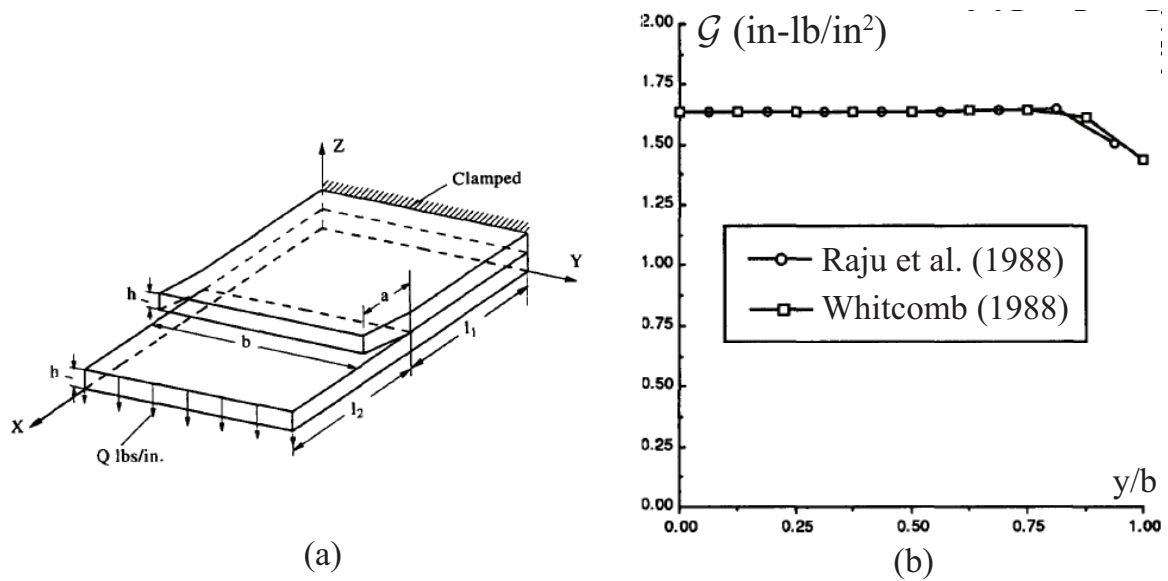 Z
Clamped
Y
h
a
b
l₁
h
l₂
X
Q lbs/in.
(a)
2.00
𝒢 (in-lb/in²)
1.75
1.50
1.25
1.00
0.75
0.50
0.25
0.00
Raju et al. (1988)
Whitcomb (1988)
y/b
0.00 0.25 0.50 0.75 1.00
(b)